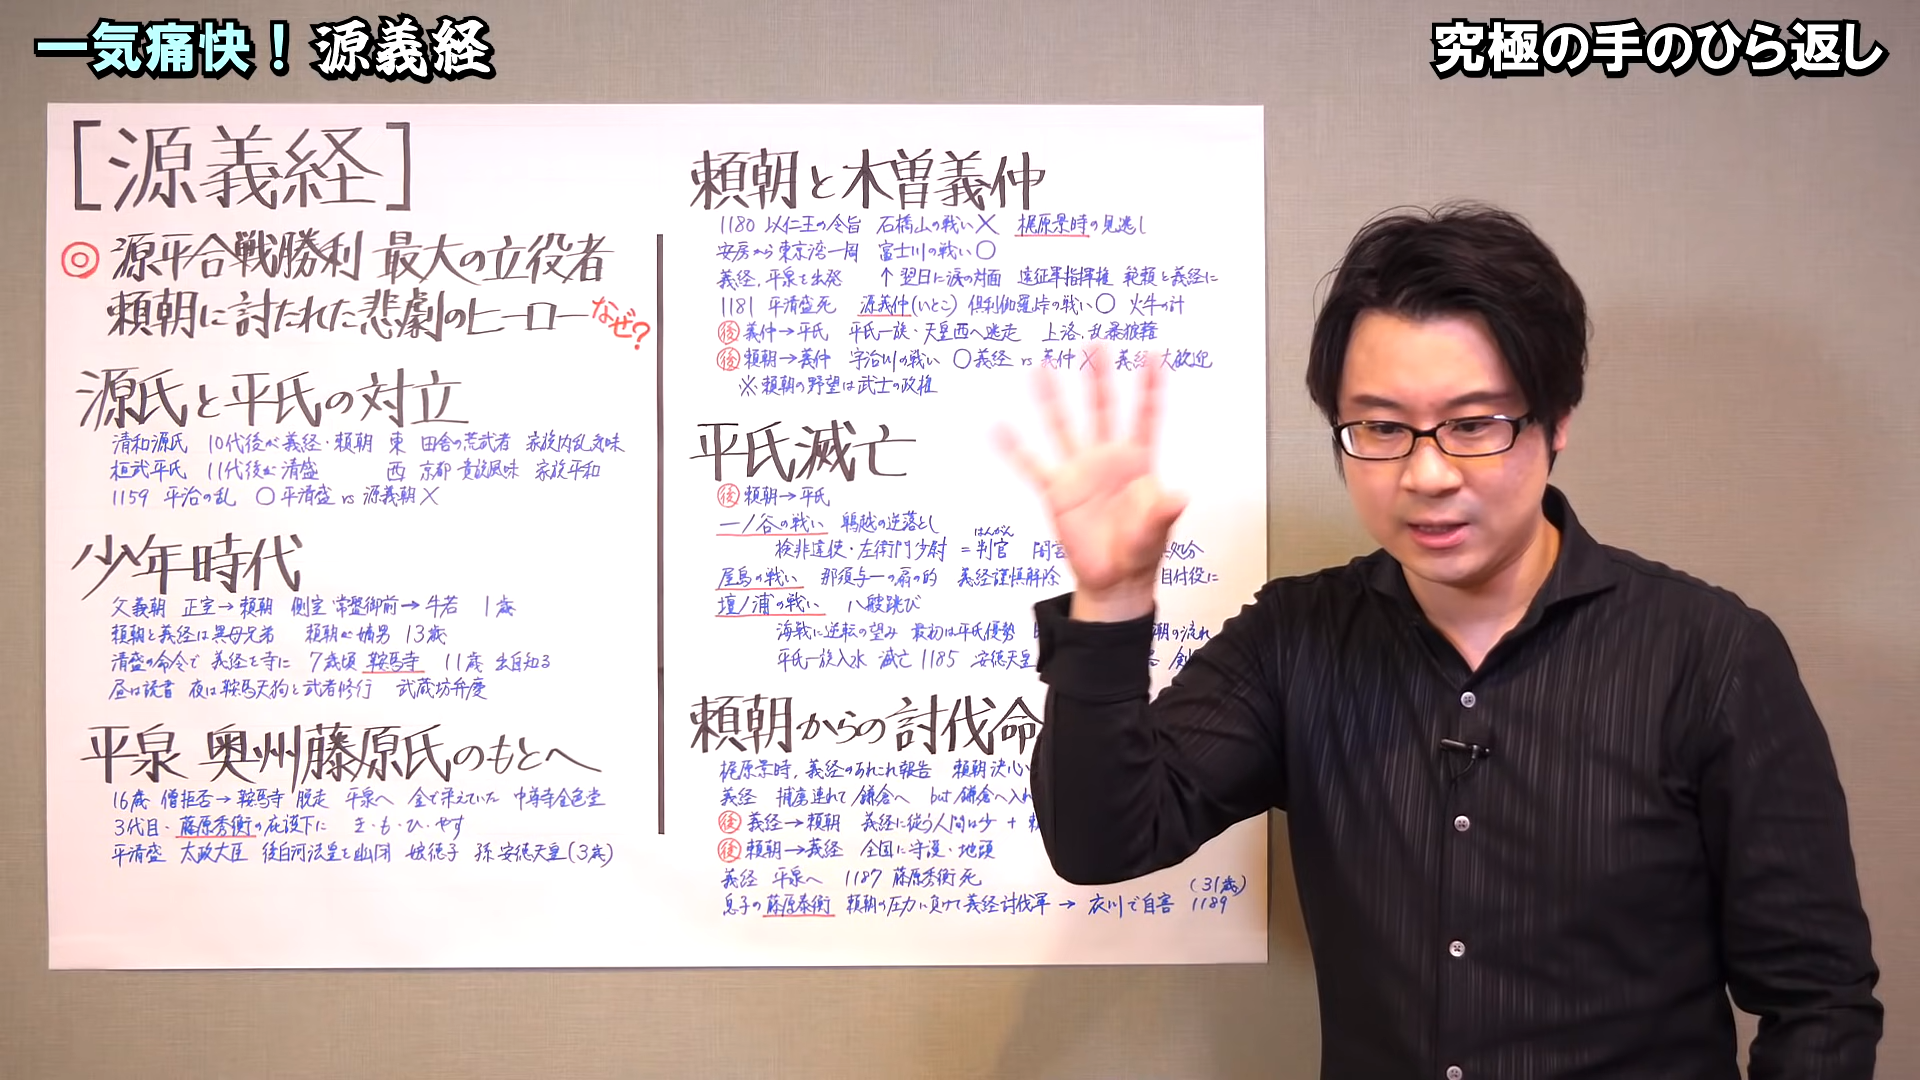 一気痛快！源義経
究極の手のひら返し
［源義経］
◎ 源平合戦勝利 最大の立役者
頼朝に討たれた悲劇のヒーロー なぜ？
源氏と平氏の対立
清和源氏 10代後が義経・頼朝 東 田舎の荒武者 家族内乱気味
桓武平氏 11代後が清盛 西 京都 貴族風味 家族平和
1159 平治の乱 〇平清盛 vs 源義朝✕
少年時代
父義朝 正室→頼朝 側室 常盤御前→牛若 1歳
頼朝と義経は異母兄弟 頼朝が嫡男 13歳
清盛の命令で 義経を寺に 7歳頃 鞍馬寺 11歳 出自知る
昼は読書 夜は鞍馬天狗と武者修行 武蔵坊弁慶
平泉 奥州藤原氏のもとへ
16歳 僧拒否→鞍馬寺 脱走 平泉へ 金で栄えていた 中尊寺金色堂
3代目・藤原秀衡の庇護下に き・も・ひ・やす
平清盛 太政大臣 後白河法皇を幽閉 娘徳子 孫 安徳天皇(3歳)
頼朝と木曽義仲
1180 以仁王の令旨 石橋山の戦い✕ 梶原景時の見逃し
安房から東京湾一周 富士川の戦い〇
義経、平泉を出発 ↑翌日に涙の対面 遠征軍指揮権 範頼と義経に
1181 平清盛死 源義仲(いとこ) 倶利伽羅峠の戦い〇 火牛の計
後 義仲→平氏 平氏一族・天皇西へ逃走 上洛、乱暴狼藉
後 頼朝→義仲 宇治川の戦い 〇義経 vs 義仲✕ 義経 大歓迎
※頼朝の野望は武士の政権
平氏滅亡
後 頼朝→平氏
一ノ谷の戦い 鵯越の逆落とし
検非違使・左衛門少尉 =判官 処分
はんがん
屋島の戦い 那須与一の扇の的 義経謹慎解除 目付役に
壇ノ浦の戦い 八艘跳び
海戦に逆転の望み 最初は平氏優勢 の流れ
平氏一族入水 滅亡 1185 安徳天皇
頼朝からの討伐命
梶原景時、義経のあれこれ報告 頼朝決心
義経 捕虜連れて鎌倉へ but 鎌倉へ入れ
後 義経→頼朝 義経に従う人間は少 +
後 頼朝→義経 全国に守護・地頭
義経 平泉へ 1187 藤原秀衡死
息子の藤原泰衡 頼朝の圧力に負けて義経討伐軍 → 衣川で自害 1189
(31歳)